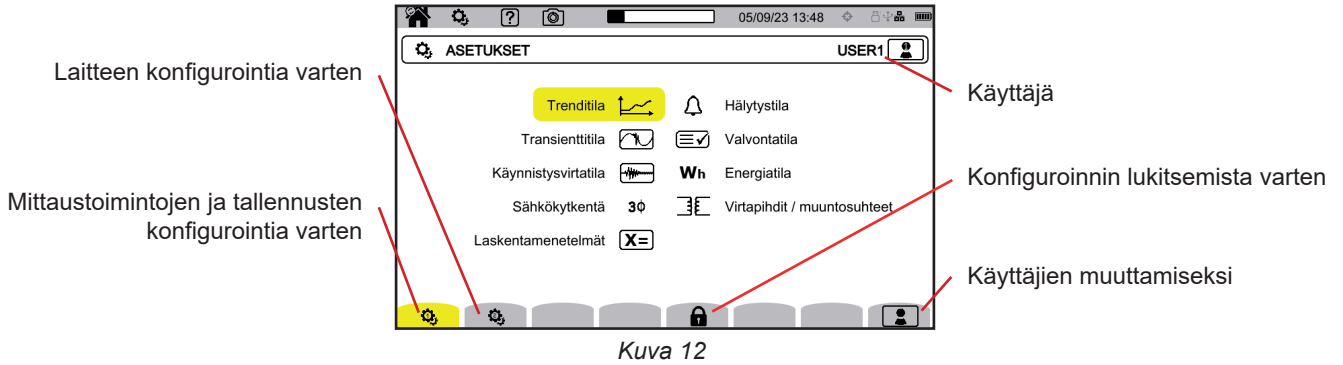 05/09/23 13:48
ASETUKSET
USER1
Laitteen konfigurointia varten
Käyttäjä
Trenditila
Hälytystila
Transienttitila
Valvontatila
Käynnistysvirtatila
Wh Energiatila
Konfiguroinnin lukitsemista varten
Mittaustoimintojen ja tallennusten
konfigurointia varten
Sähkökytkentä 3Φ
Virtapihdit / muuntosuhteet
Laskentamenetelmät X=
Käyttäjien muuttamiseksi
Kuva 12